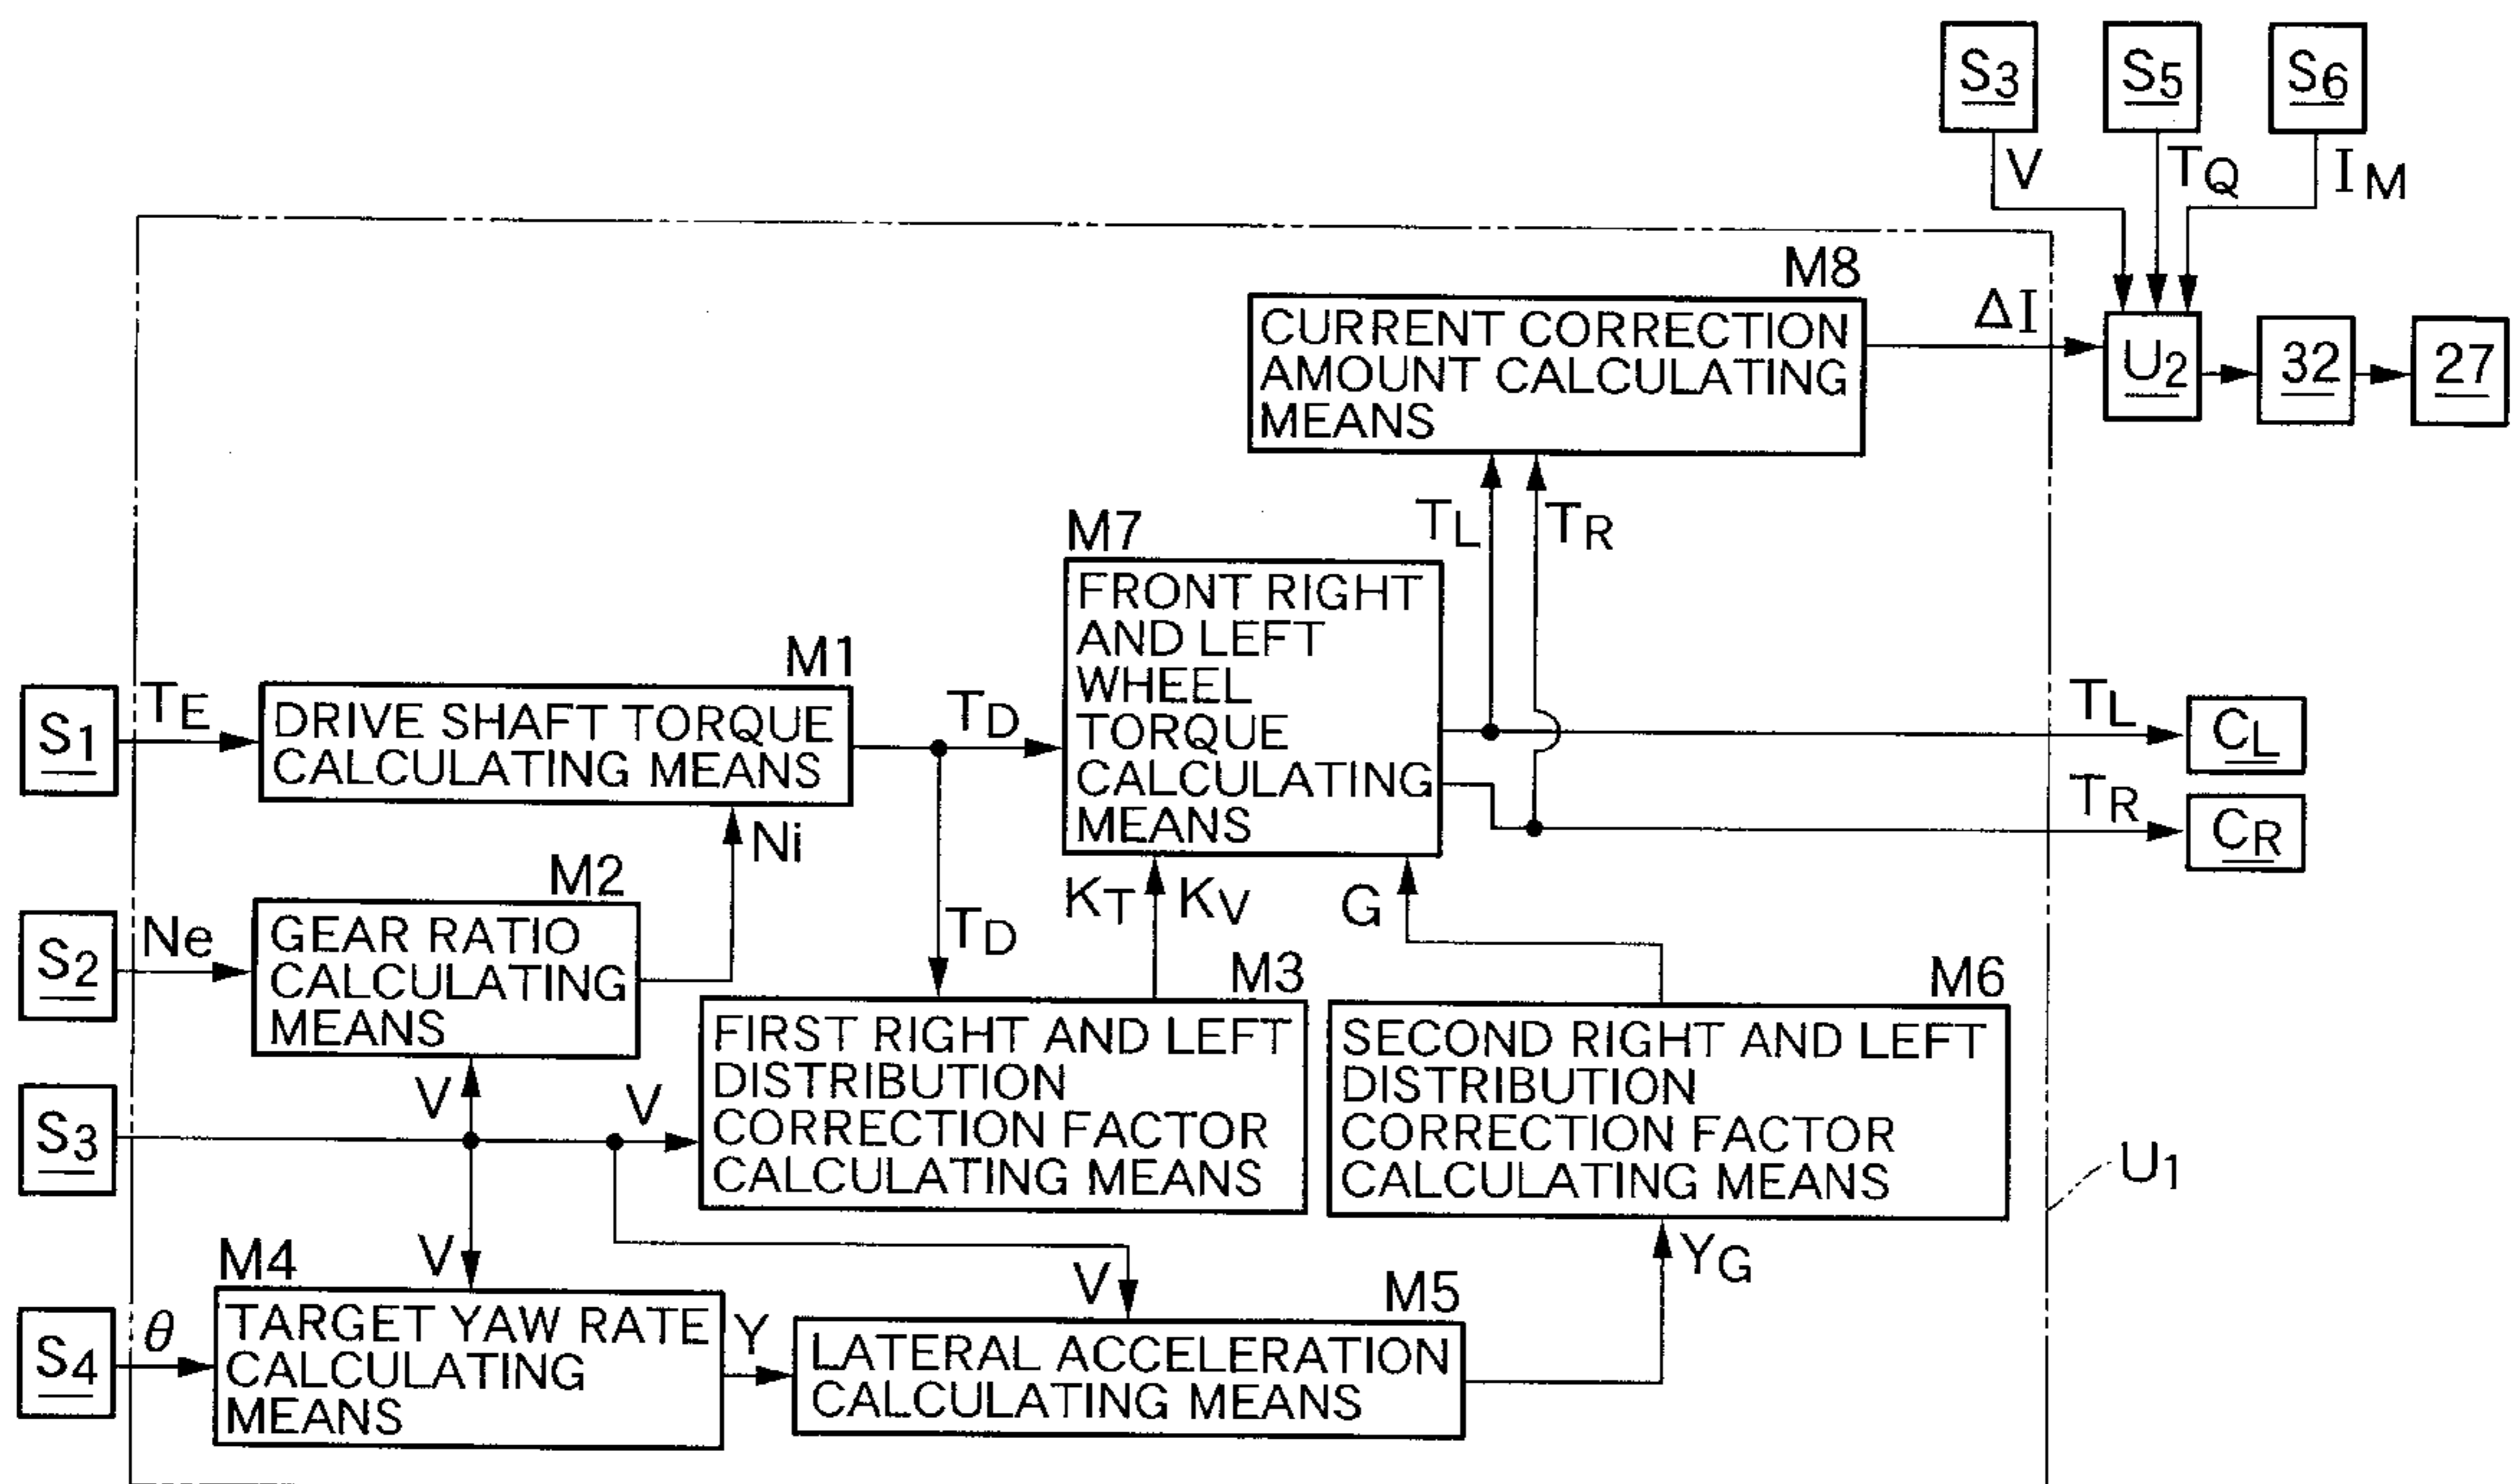 S3
S5
S6
V
TQ
IM
M8
CURRENT CORRECTION
AMOUNT CALCULATING
MEANS
ΔI
U2
32
27
TL
TR
M7
FRONT RIGHT
AND LEFT
WHEEL
TORQUE
CALCULATING
MEANS
M1
S1
TE
DRIVE SHAFT TORQUE
CALCULATING MEANS
TD
TL
CL
TR
CR
Ni
M2
S2
Ne
GEAR RATIO
CALCULATING
MEANS
TD
KT
KV
G
M3
FIRST RIGHT AND LEFT
DISTRIBUTION
CORRECTION FACTOR
CALCULATING MEANS
M6
SECOND RIGHT AND LEFT
DISTRIBUTION
CORRECTION FACTOR
CALCULATING MEANS
S3
V
V
U1
V
M4
S4
θ
TARGET YAW RATE
CALCULATING
MEANS
Y
V
M5
LATERAL ACCELERATION
CALCULATING MEANS
YG